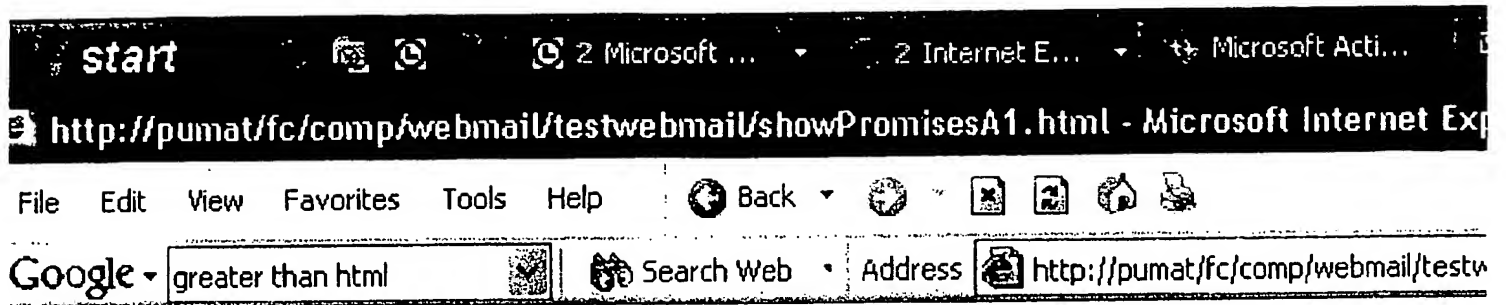 start 2 Microsoft ... 2 Internet E... Microsoft Acti...
http://pumat/fc/comp/webmail/testwebmail/showPromisesA1.html - Microsoft Internet Exp
File Edit View Favorites Tools Help Back
Google greater than html Search Web Address http://pumat/fc/comp/webmail/testw